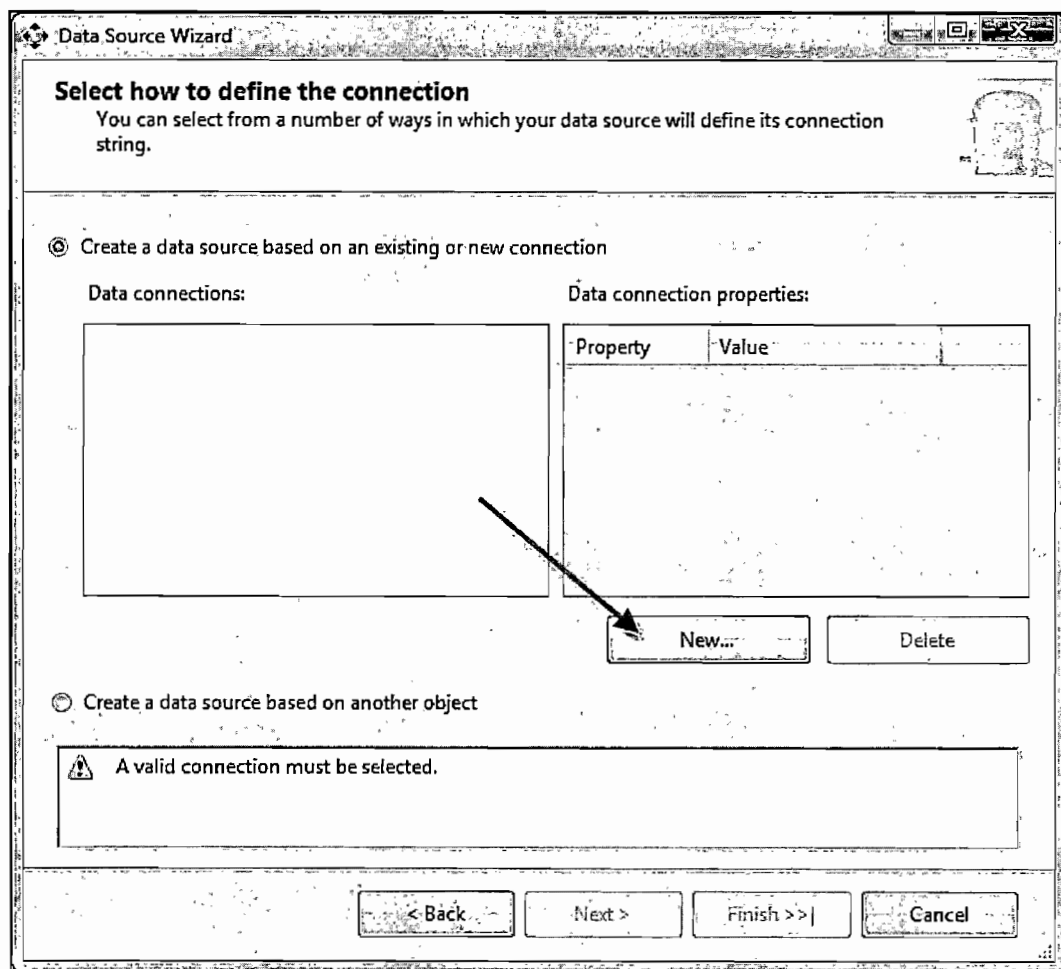 Data Source Wizard
Select how to define the connection
You can select from a number of ways in which your data source will define its connection
string.
Create a data source based on an existing or new connection
Data connections:
Data connection properties:
Property
Value
New...
Delete
Create a data source based on another object
A valid connection must be selected.
< Back
Next >
Finish >>|
Cancel